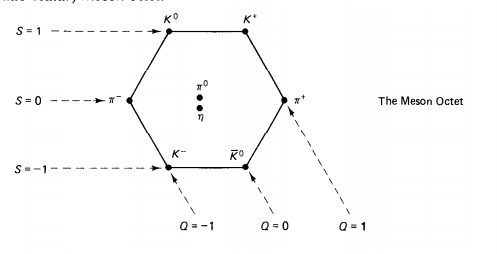 K⁰ K⁺
S = 1
π⁰
S = 0 π⁻ π⁺ The Meson Octet
η
K⁻ K̅⁰
S = −1
Q = −1 Q = 0 Q = 1